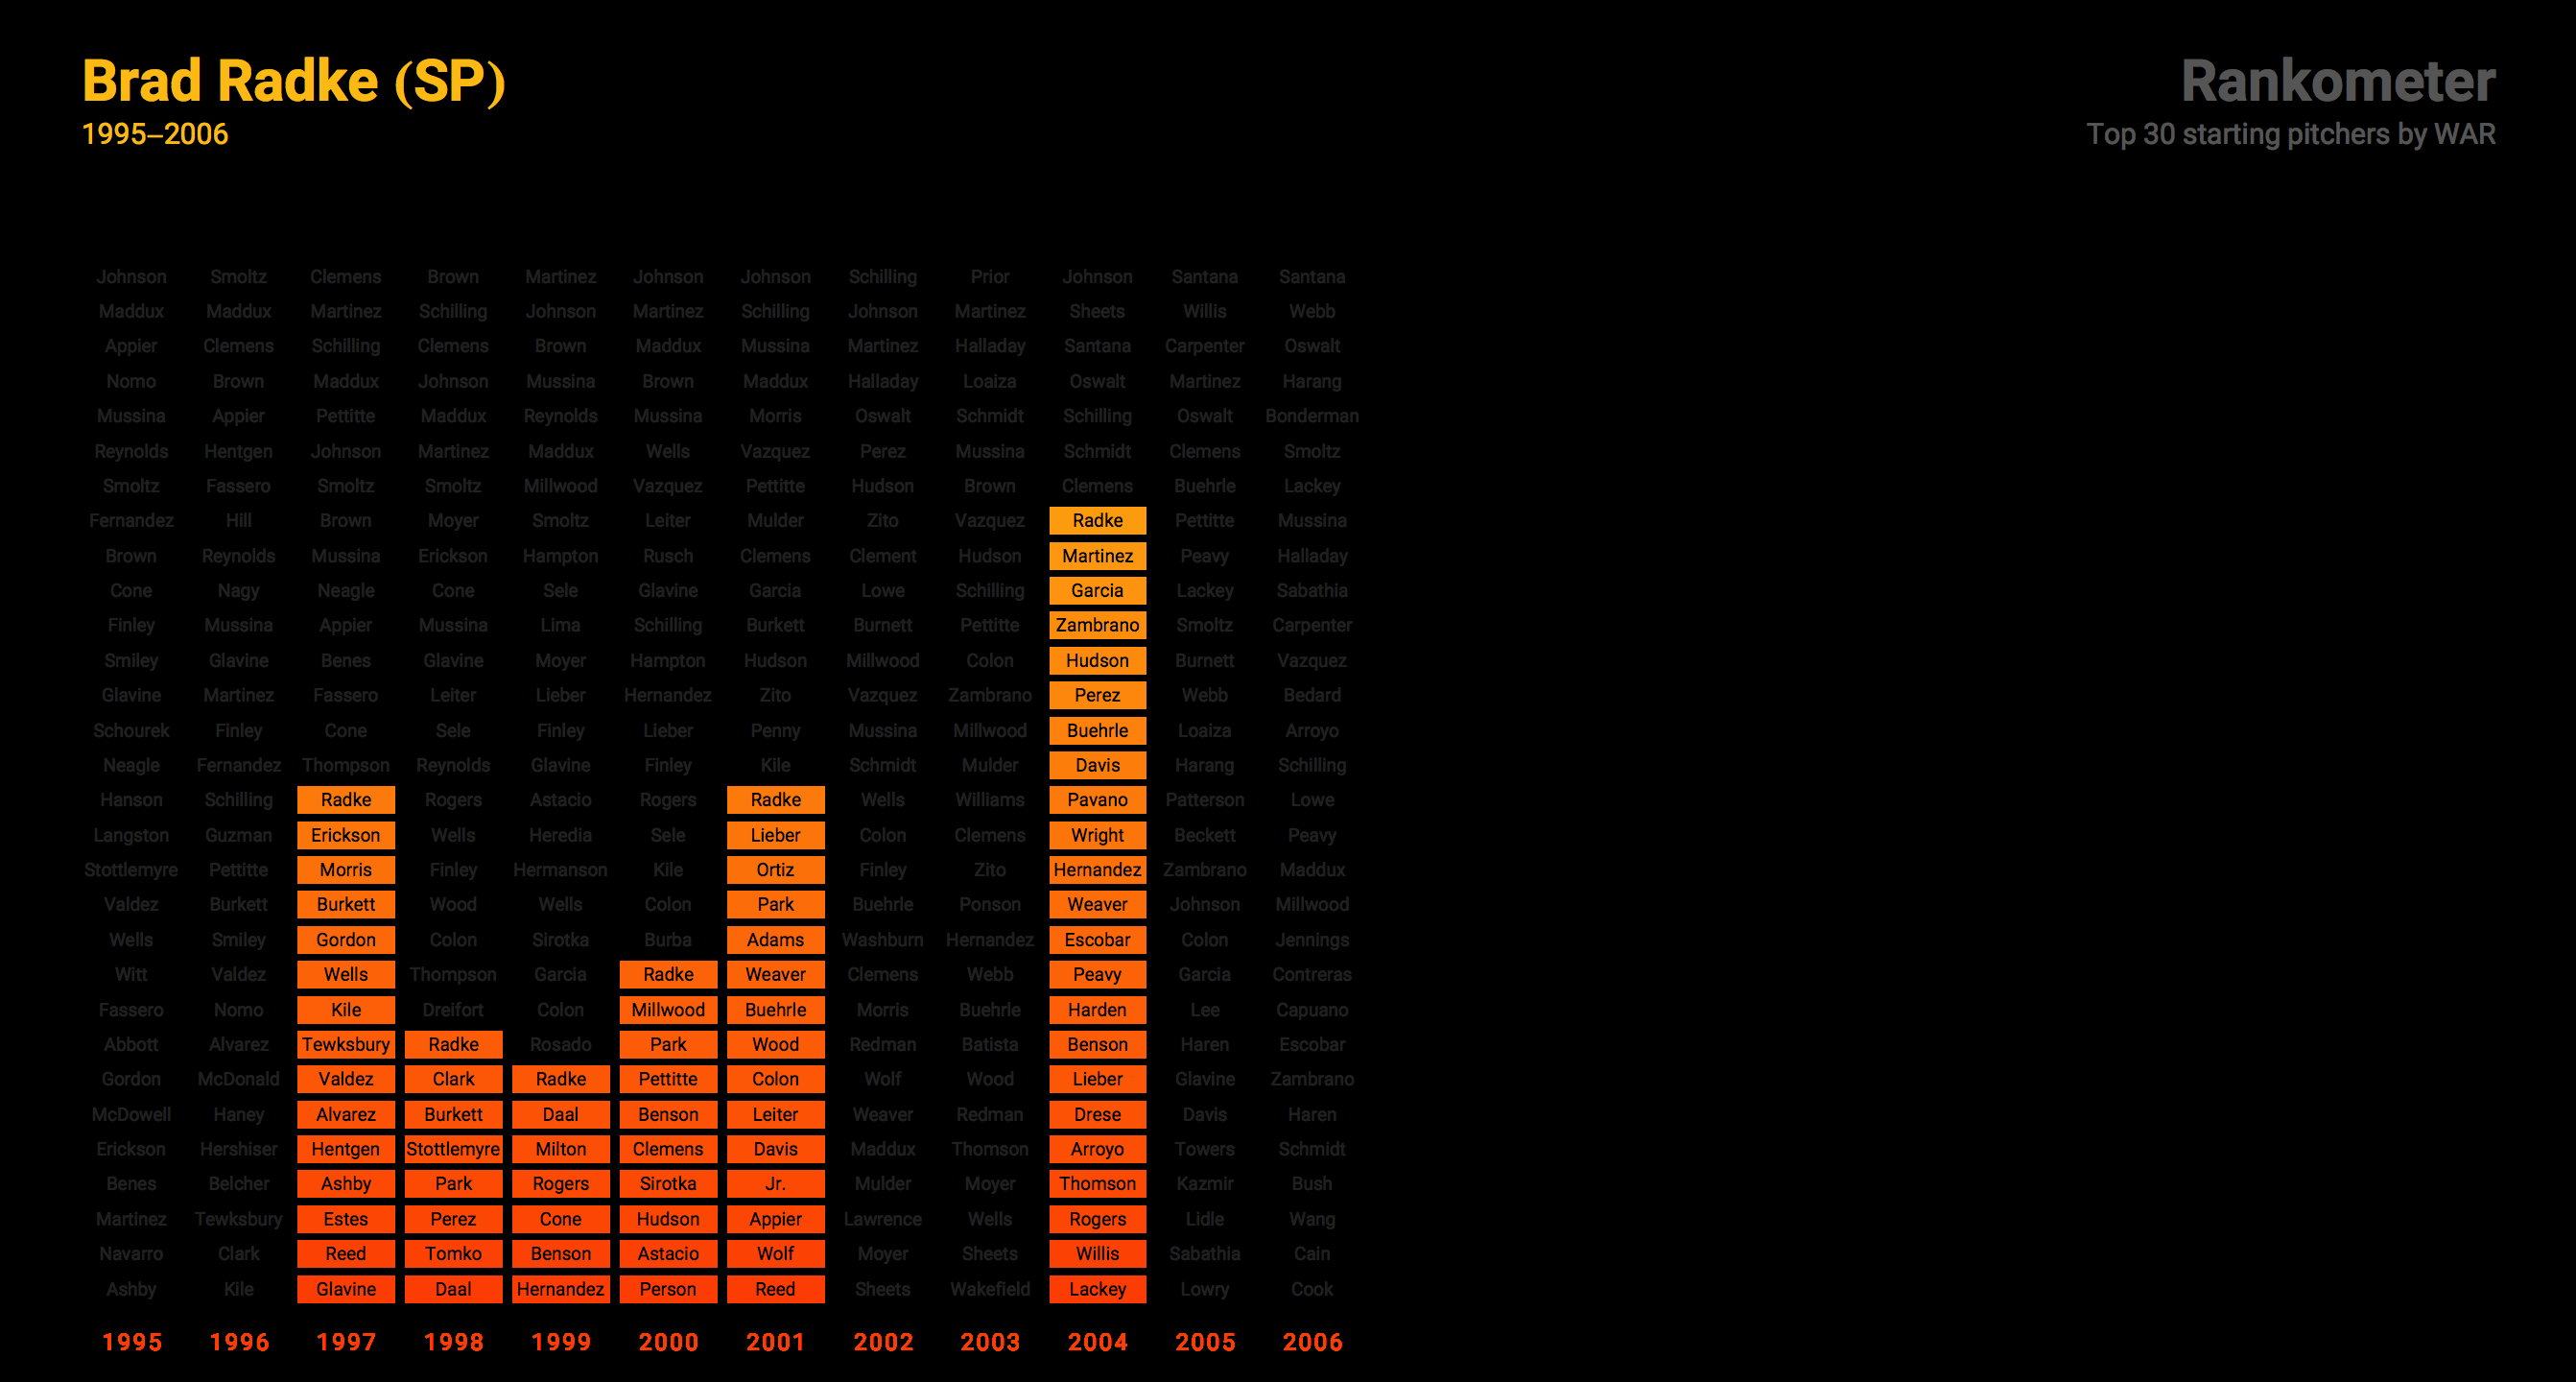 Brad Radke (SP)
1995–2006
Rankometer
Top 30 starting pitchers by WAR
Johnson Smoltz Clemens Brown Martinez Johnson Johnson Schilling Prior Johnson Santana Santana
Maddux Maddux Martinez Schilling Johnson Martinez Schilling Johnson Martinez Sheets Willis Webb
Appier Clemens Schilling Clemens Brown Maddux Mussina Martinez Halladay Santana Carpenter Oswalt
Nomo Brown Maddux Johnson Mussina Brown Maddux Halladay Loaiza Oswalt Martinez Harang
Mussina Appier Pettitte Maddux Reynolds Mussina Morris Oswalt Schmidt Schilling Oswalt Bonderman
Reynolds Hentgen Johnson Martinez Maddux Wells Vazquez Perez Mussina Schmidt Clemens Smoltz
Smoltz Fassero Smoltz Smoltz Millwood Vazquez Pettitte Hudson Brown Clemens Buehrle Lackey
Fernandez Hill Brown Moyer Smoltz Leiter Mulder Zito Vazquez Radke Pettitte Mussina
Brown Reynolds Mussina Erickson Hampton Rusch Clemens Clement Hudson Martinez Peavy Halladay
Cone Nagy Neagle Cone Sele Glavine Garcia Lowe Schilling Garcia Lackey Sabathia
Finley Mussina Appier Mussina Lima Schilling Burkett Burnett Pettitte Zambrano Smoltz Carpenter
Smiley Glavine Benes Glavine Moyer Hampton Hudson Millwood Colon Hudson Burnett Vazquez
Glavine Martinez Fassero Leiter Lieber Hernandez Zito Vazquez Zambrano Perez Webb Bedard
Schourek Finley Cone Sele Finley Lieber Penny Mussina Millwood Buehrle Loaiza Arroyo
Neagle Fernandez Thompson Reynolds Glavine Finley Kile Schmidt Mulder Davis Harang Schilling
Hanson Schilling Radke Rogers Astacio Rogers Radke Wells Williams Pavano Patterson Lowe
Langston Guzman Erickson Wells Heredia Sele Lieber Colon Clemens Wright Beckett Peavy
Stottlemyre Pettitte Morris Finley Hermanson Kile Ortiz Finley Zito Hernandez Zambrano Maddux
Valdez Burkett Burkett Wood Wells Colon Park Buehrle Ponson Weaver Johnson Millwood
Wells Smiley Gordon Colon Sirotka Burba Adams Washburn Hernandez Escobar Colon Jennings
Witt Valdez Wells Thompson Garcia Radke Weaver Clemens Webb Peavy Garcia Contreras
Fassero Nomo Kile Dreifort Colon Millwood Buehrle Morris Buehrle Harden Lee Capuano
Abbott Alvarez Tewksbury Radke Rosado Park Wood Redman Batista Benson Haren Escobar
Gordon McDonald Valdez Clark Radke Pettitte Colon Wolf Wood Lieber Glavine Zambrano
McDowell Haney Alvarez Burkett Daal Benson Leiter Weaver Redman Drese Davis Haren
Erickson Hershiser Hentgen Stottlemyre Milton Clemens Davis Maddux Thomson Arroyo Towers Schmidt
Benes Belcher Ashby Park Rogers Sirotka Jr. Mulder Moyer Thomson Kazmir Bush
Martinez Tewksbury Estes Perez Cone Hudson Appier Lawrence Wells Rogers Lidle Wang
Navarro Clark Reed Tomko Benson Astacio Wolf Moyer Sheets Willis Sabathia Cain
Ashby Kile Glavine Daal Hernandez Person Reed Sheets Wakefield Lackey Lowry Cook
1995 1996 1997 1998 1999 2000 2001 2002 2003 2004 2005 2006